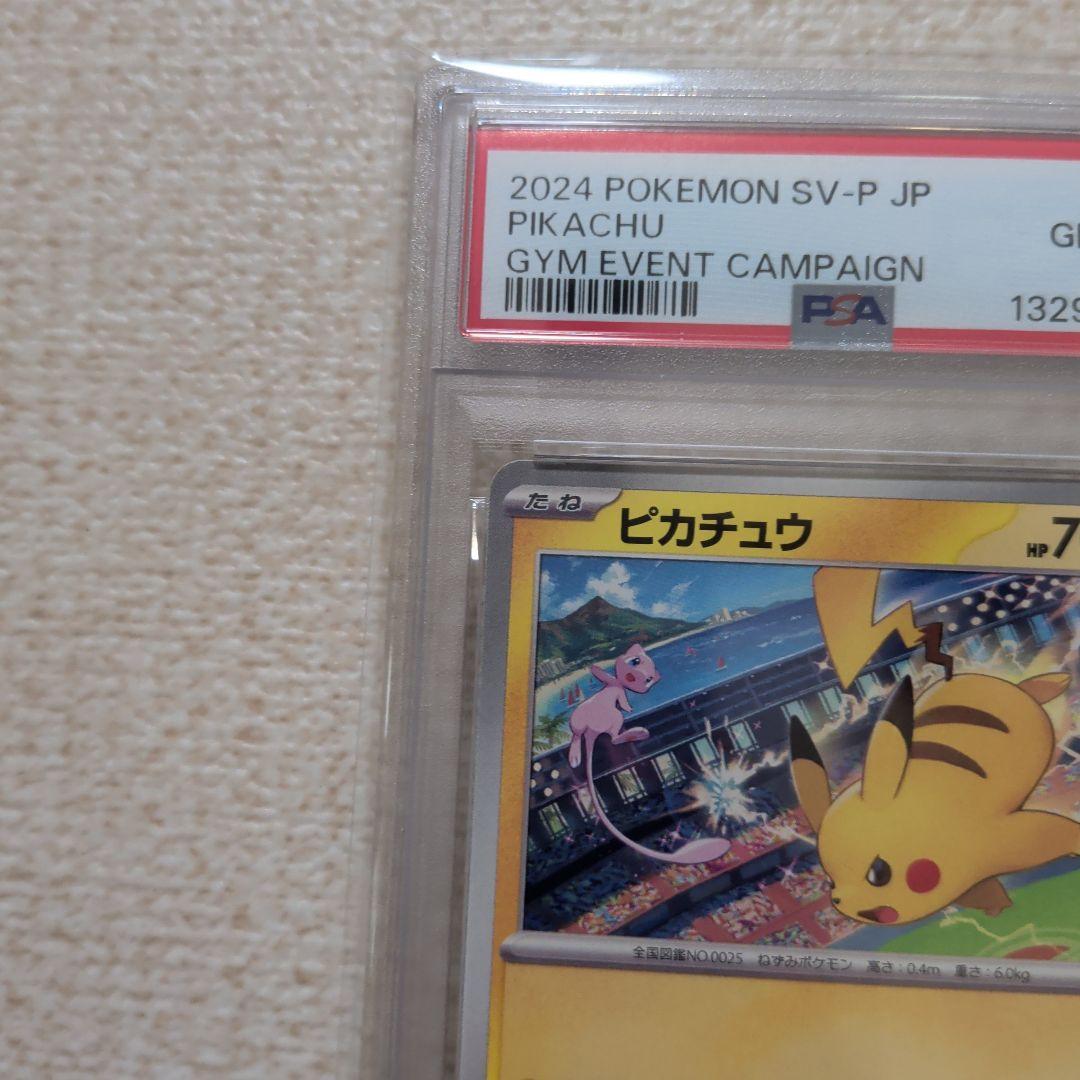 2024 POKEMON SV-P JP
PIKACHU
GYM EVENT CAMPAIGN
PSA
たね
ピカチュウ
HP 7
全国図鑑NO.0025 ねずみポケモン 高さ:0.4m 重さ:6.0kg